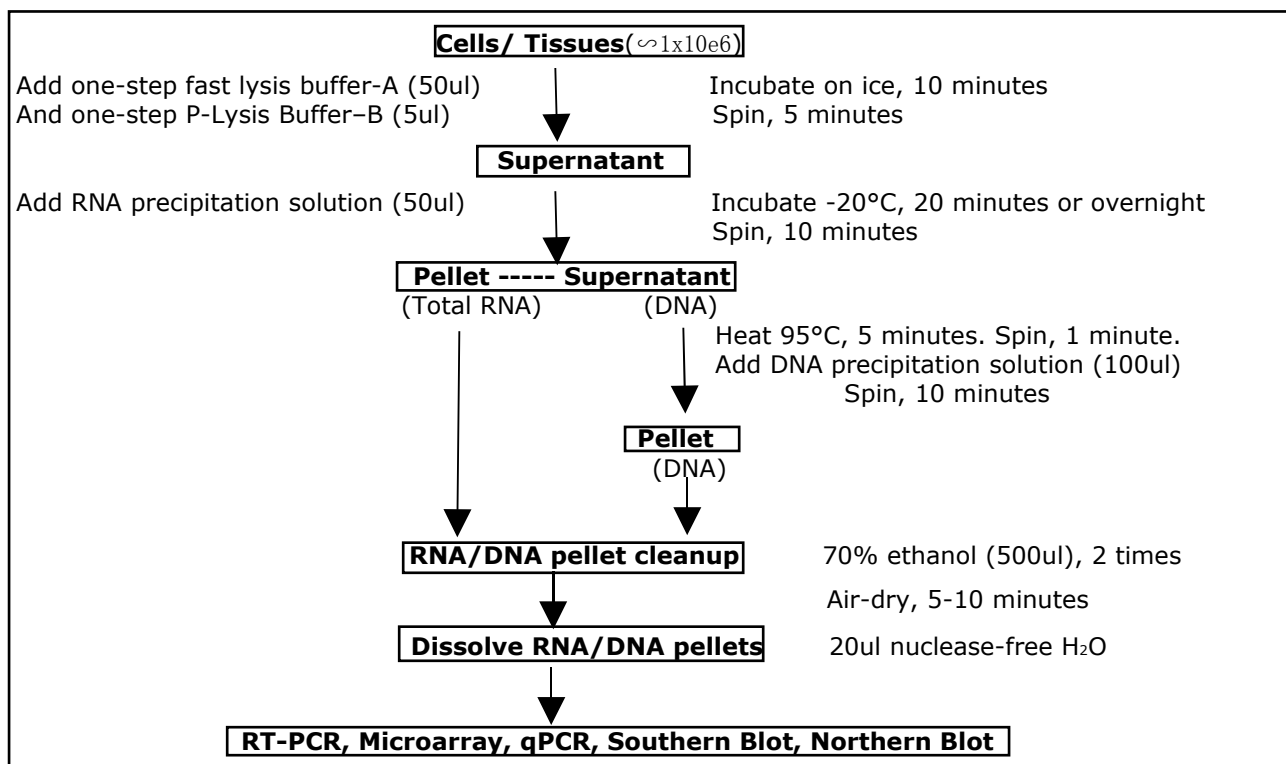 Cells/ Tissues(∽1x10e6)
Add one-step fast lysis buffer-A (50ul)
And one-step P-Lysis Buffer–B (5ul)
Incubate on ice, 10 minutes
Spin, 5 minutes
Supernatant
Add RNA precipitation solution (50ul)
Incubate -20°C, 20 minutes or overnight
Spin, 10 minutes
Pellet ----- Supernatant
(Total RNA) (DNA)
Heat 95°C, 5 minutes. Spin, 1 minute.
Add DNA precipitation solution (100ul)
Spin, 10 minutes
Pellet
(DNA)
RNA/DNA pellet cleanup
70% ethanol (500ul), 2 times
Air-dry, 5-10 minutes
Dissolve RNA/DNA pellets
20ul nuclease-free H₂O
RT-PCR, Microarray, qPCR, Southern Blot, Northern Blot